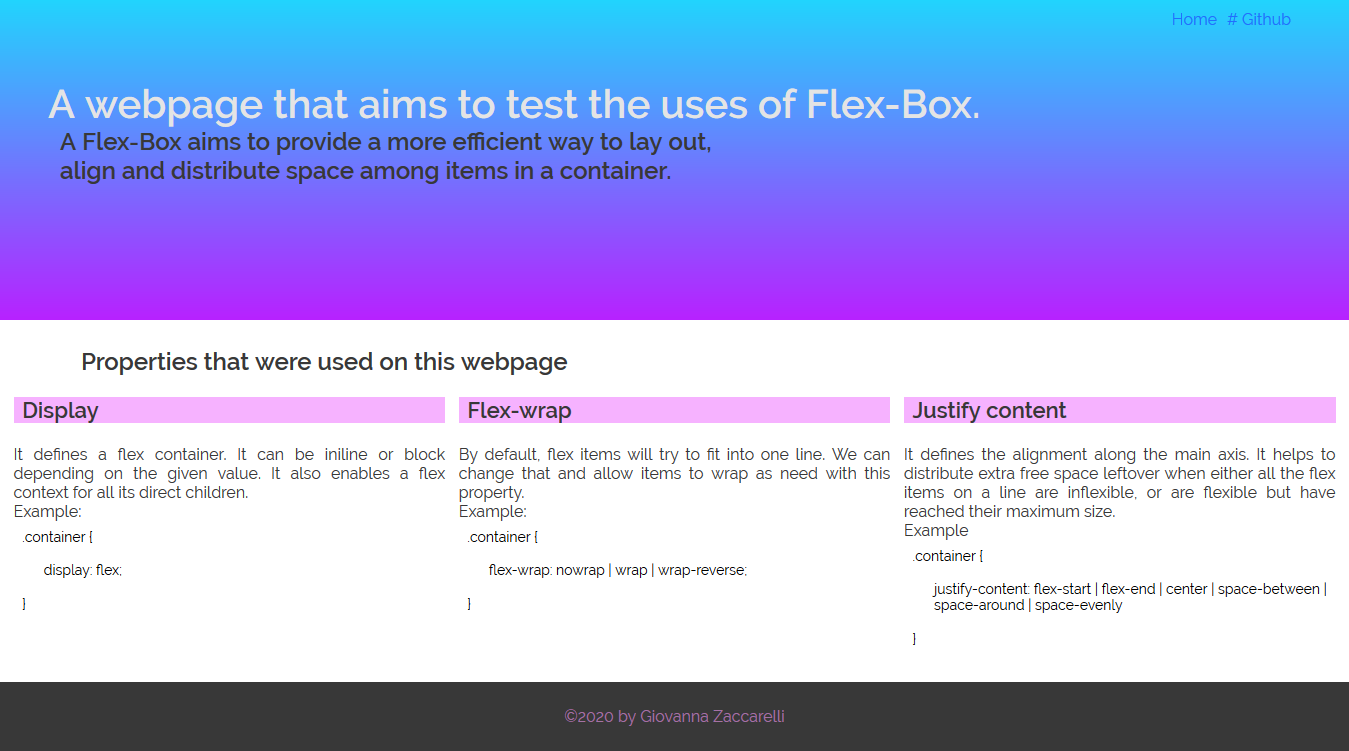 Home # Github
A webpage that aims to test the uses of Flex-Box.
A Flex-Box aims to provide a more efficient way to lay out,
align and distribute space among items in a container.
Properties that were used on this webpage
Display
It defines a flex container. It can be iniline or block
depending on the given value. It also enables a flex
context for all its direct children.
Example:
.container {
display: flex;
}
Flex-wrap
By default, flex items will try to fit into one line. We can
change that and allow items to wrap as need with this
property.
Example:
.container {
flex-wrap: nowrap | wrap | wrap-reverse;
}
Justify content
It defines the alignment along the main axis. It helps to
distribute extra free space leftover when either all the flex
items on a line are inflexible, or are flexible but have
reached their maximum size.
Example
.container {
justify-content: flex-start | flex-end | center | space-between |
space-around | space-evenly
}
©2020 by Giovanna Zaccarelli